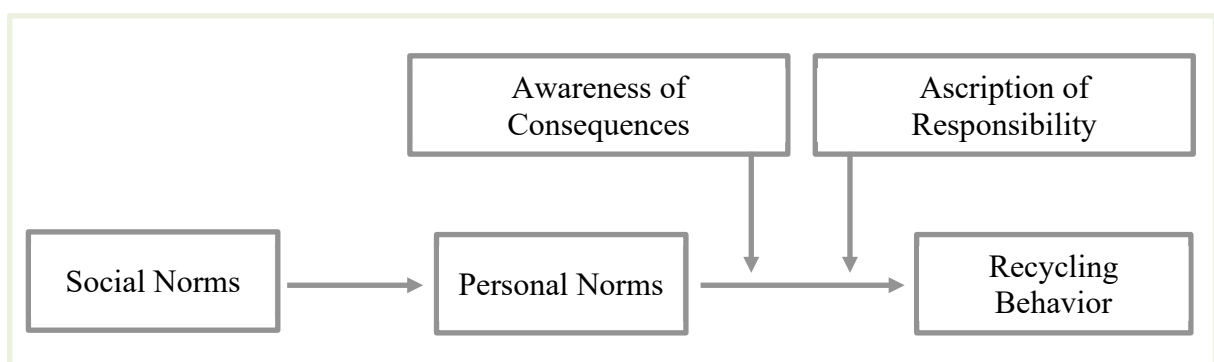 Awareness of
Consequences
Ascription of
Responsibility
Social Norms
Personal Norms
Recycling
Behavior